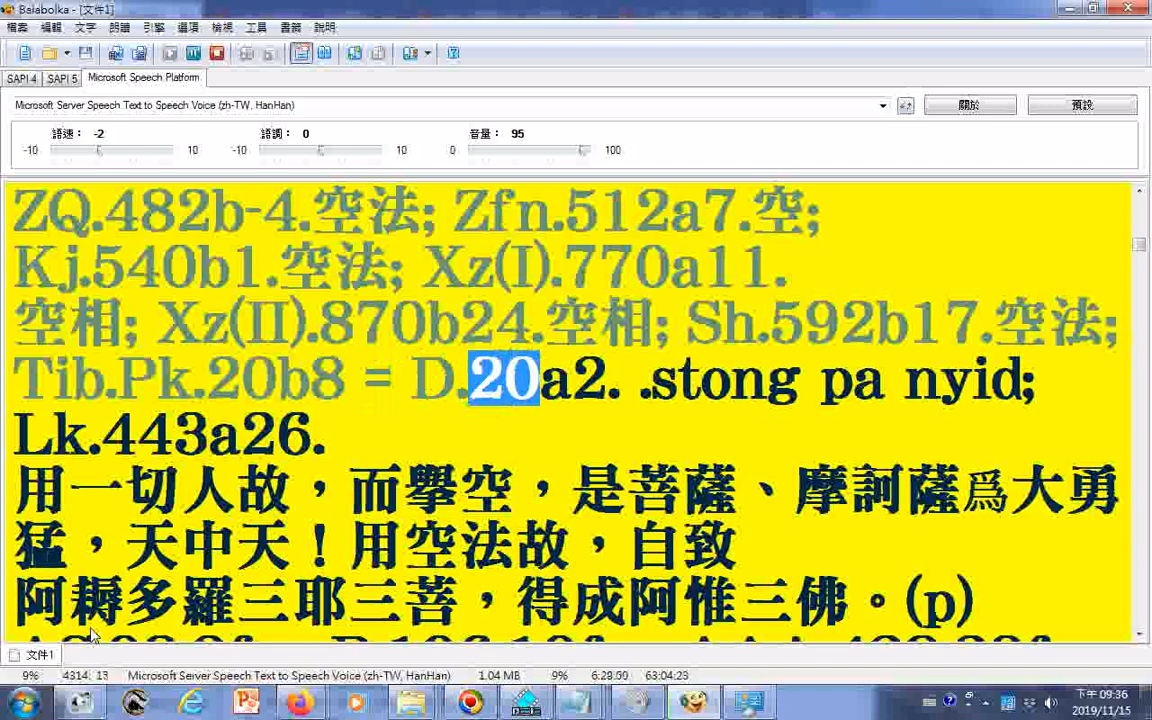 Balabolka - [文件1]
檔案 編輯 文字 朗讀 引擎 選項 檢視 工具 書籤 說明
SAPI 4 SAPI 5 Microsoft Speech Platform
Microsoft Server Speech Text to Speech Voice (zh-TW, HanHan) 關於 預設
語速： -2 語調： 0 音量： 95
-10 10 -10 10 0 100
ZQ.482b-4.空法; Zfn.512a7.空;
Kj.540b1.空法; Xz(I).770a11.
空相; Xz(II).870b24.空相; Sh.592b17.空法;
Tib.Pk.20b8 = D.20a2. .stong pa nyid;
Lk.443a26.
用一切人故，而擧空，是菩薩、摩訶薩爲大勇
猛，天中天！用空法故，自致
阿耨多羅三耶三菩，得成阿惟三佛。(p)
文件1
9% 4314: 13 Microsoft Server Speech Text to Speech Voice (zh-TW, HanHan) 1.04 MB 9% 63:04:23
下午 09:36
2019/11/15